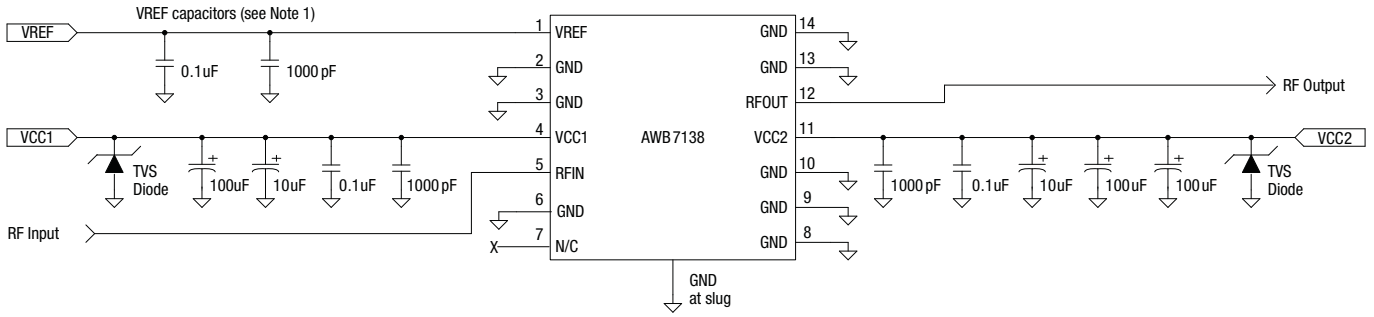 VREF capacitors (see Note 1)
VREF
0.1uF
1000 pF
1
VREF
2
GND
3
GND
VCC1
4
VCC1
TVS
Diode
100uF
10uF
0.1uF
1000 pF
5
RFIN
6
GND
RF Input
7
X
N/C
AWB7138
GND
at slug
GND
14
GND
13
RFOUT
12
RF Output
VCC2
11
VCC2
GND
10
1000 pF
0.1uF
10uF
100uF
100 uF
TVS
Diode
GND
9
GND
8
+
+
+
+
+